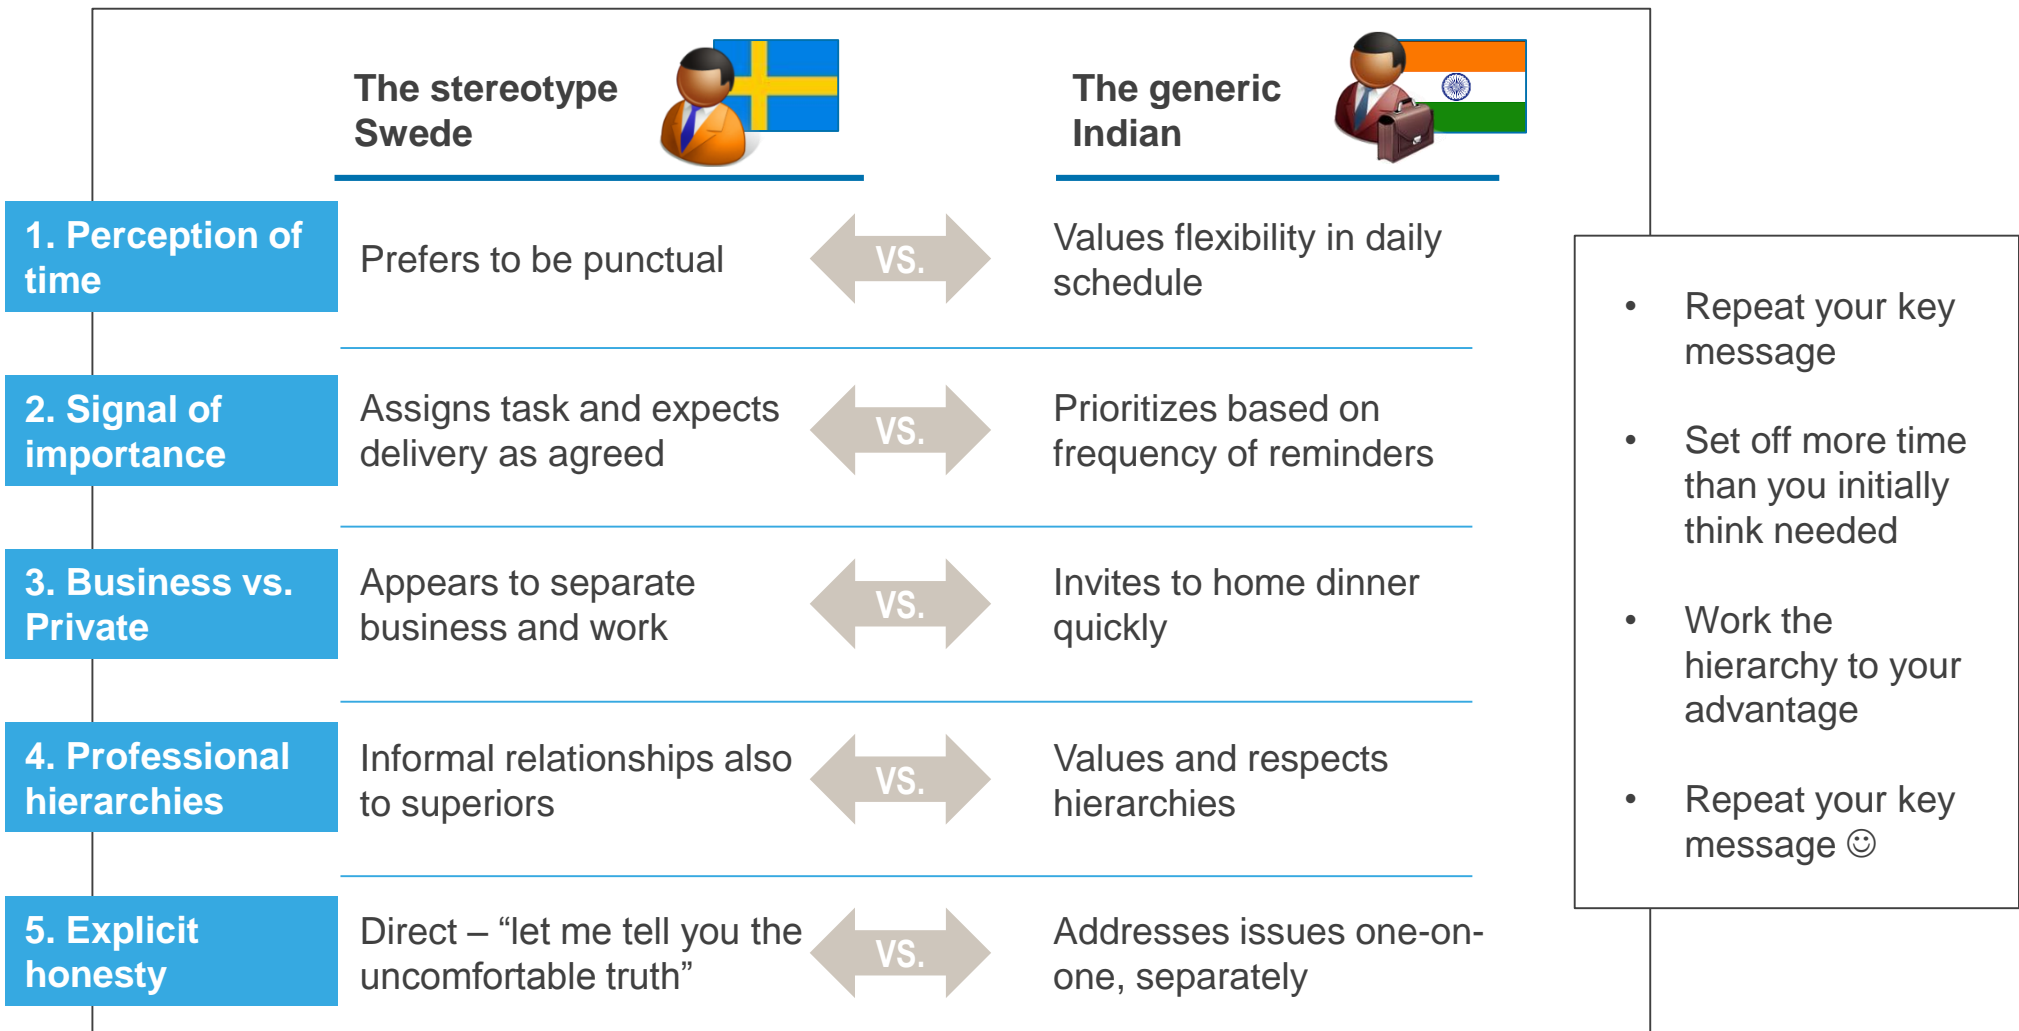 The stereotype
Swede
The generic
Indian
1. Perception of
time
Prefers to be punctual
VS.
Values flexibility in daily
schedule
2. Signal of
importance
Assigns task and expects
delivery as agreed
VS.
Prioritizes based on
frequency of reminders
3. Business vs.
Private
Appears to separate
business and work
VS.
Invites to home dinner
quickly
4. Professional
hierarchies
Informal relationships also
to superiors
VS.
Values and respects
hierarchies
5. Explicit
honesty
Direct – “let me tell you the
uncomfortable truth”
VS.
Addresses issues one-on-
one, separately
• Repeat your key
message
• Set off more time
than you initially
think needed
• Work the
hierarchy to your
advantage
• Repeat your key
message ☺